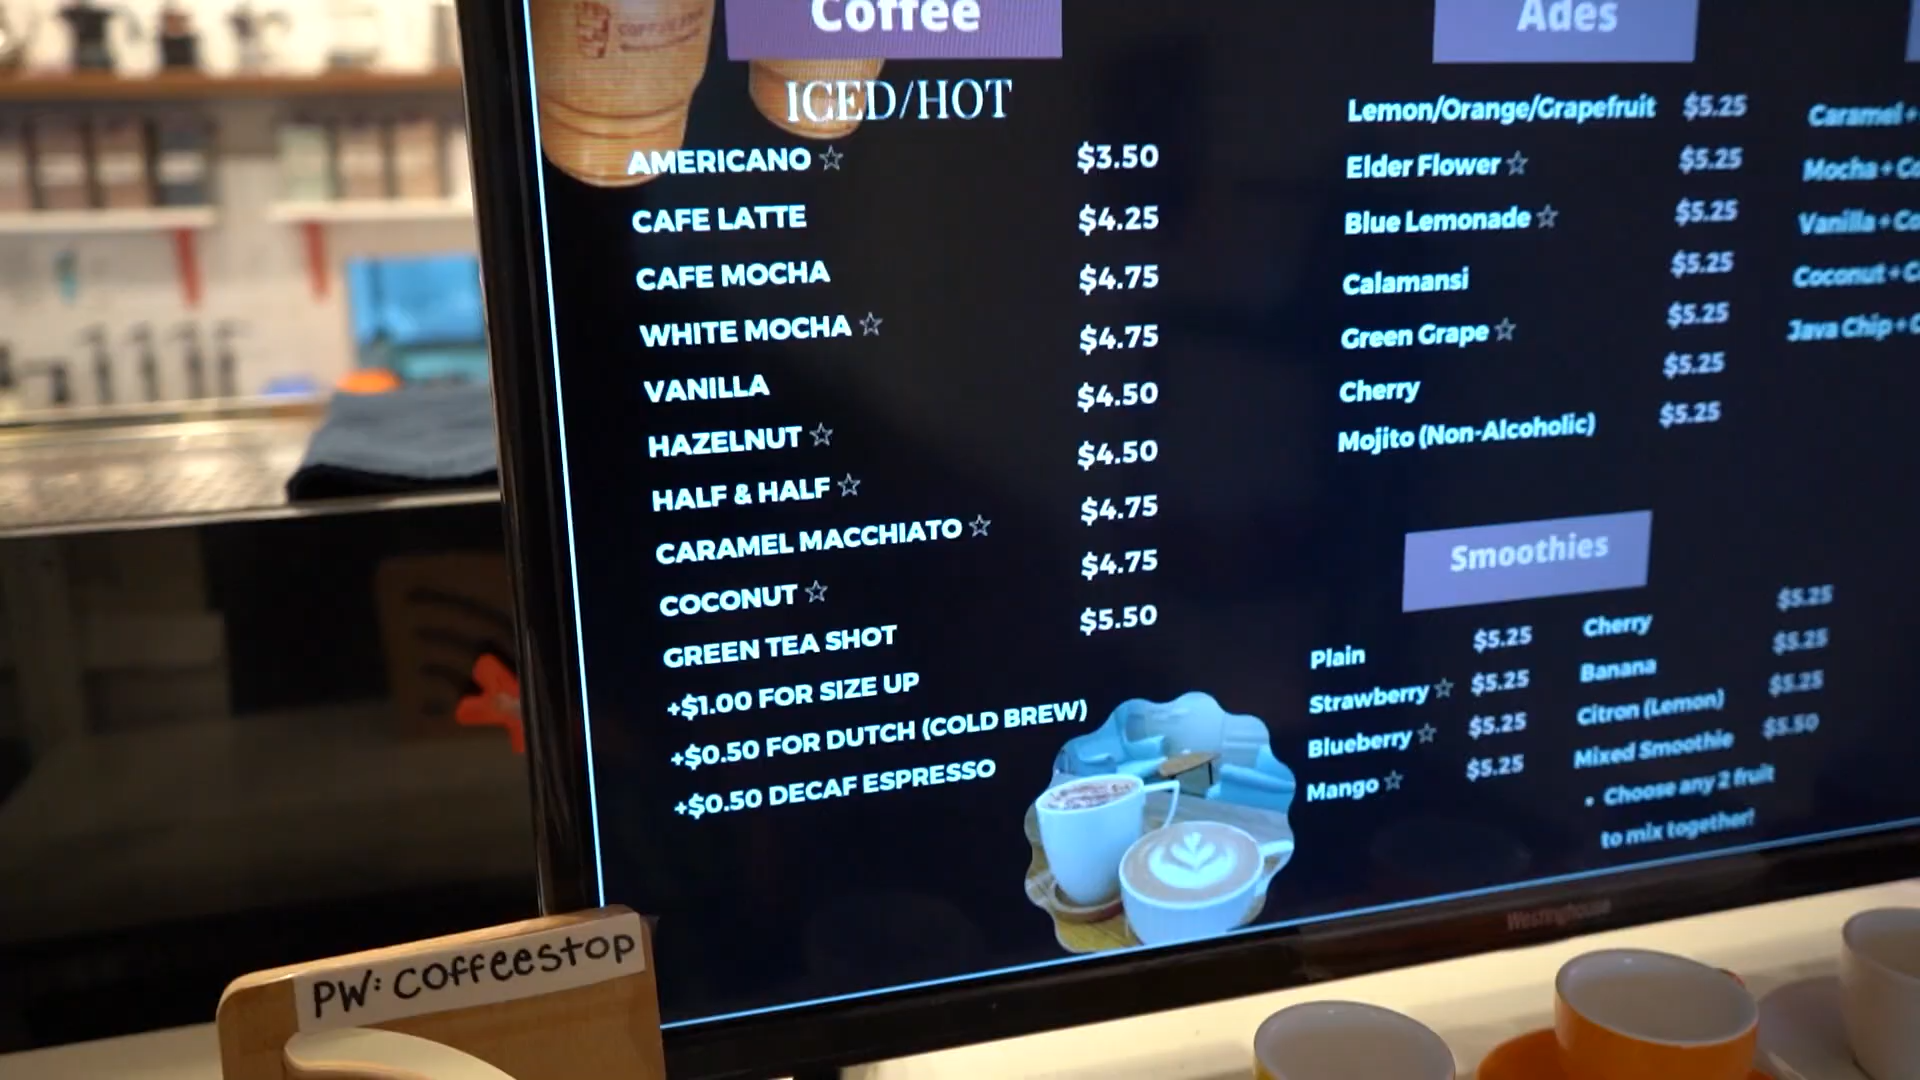 Coffee
ICED/HOT
AMERICANO ☆ $3.50
CAFE LATTE $4.25
CAFE MOCHA $4.75
WHITE MOCHA ☆ $4.75
VANILLA $4.50
HAZELNUT ☆ $4.50
HALF & HALF ☆ $4.75
CARAMEL MACCHIATO ☆ $4.75
COCONUT ☆ $5.50
GREEN TEA SHOT
+$1.00 FOR SIZE UP
+$0.50 FOR DUTCH (COLD BREW)
+$0.50 DECAF ESPRESSO
Ades
Lemon/Orange/Grapefruit $5.25
Elder Flower ☆ $5.25
Blue Lemonade ☆ $5.25
Calamansi $5.25
Green Grape ☆ $5.25
Cherry $5.25
Mojito (Non-Alcoholic) $5.25
Smoothies
Plain $5.25
Strawberry ☆ $5.25
Blueberry ☆ $5.25
Mango ☆ $5.25
Cherry $5.25
Banana $5.25
Citron (Lemon) $5.25
Mixed Smoothie $5.50
• Choose any 2 fruit
to mix together!
Caramel +
Mocha +
Vanilla +
Coconut +
Java Chip +
Westinghouse
PW: coffeestop